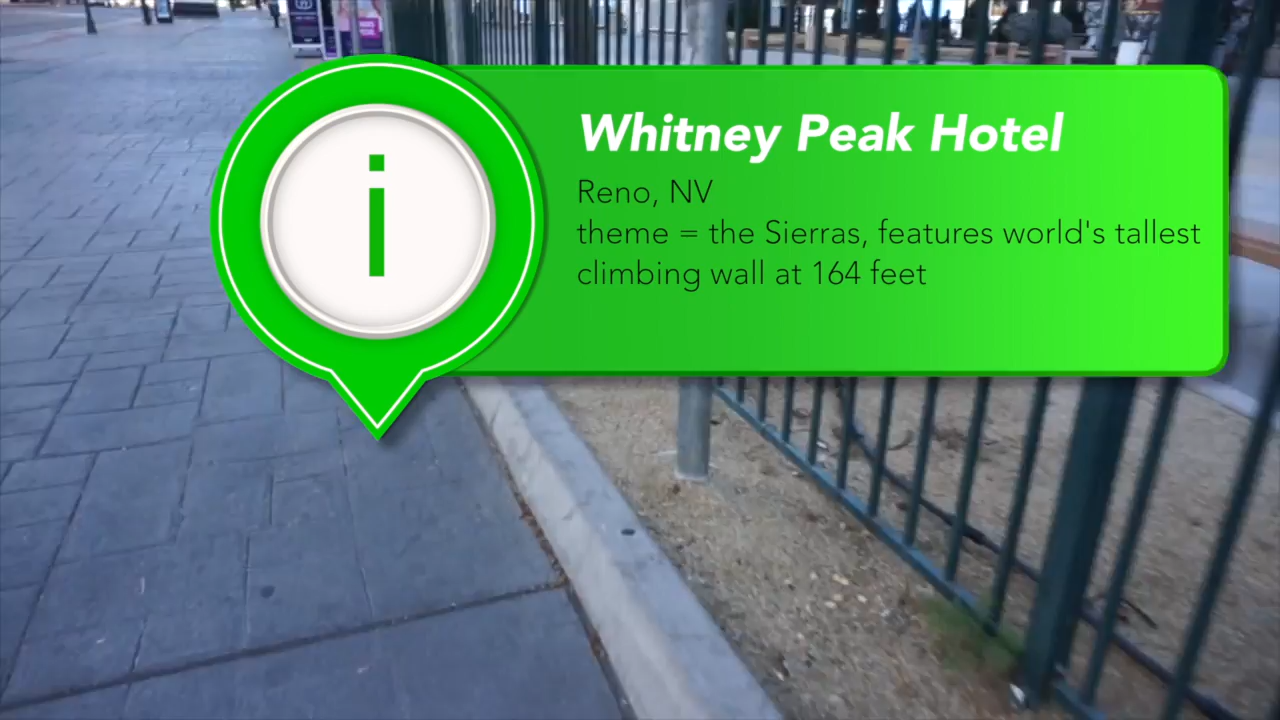 i
Whitney Peak Hotel
Reno, NV
theme = the Sierras, features world's tallest
climbing wall at 164 feet